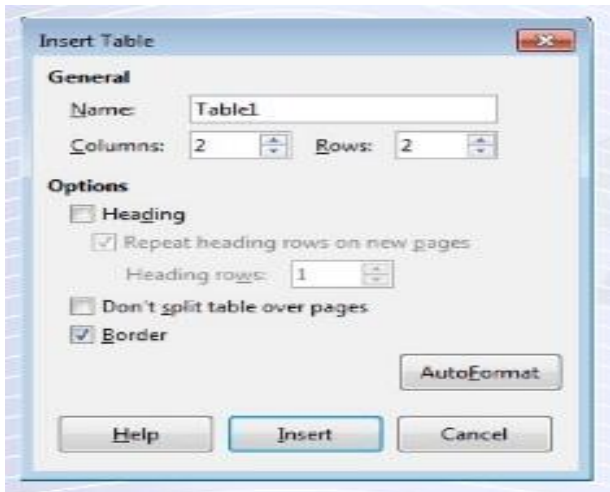 Insert Table
General
Name: Table1
Columns: 2 Rows: 2
Options
Heading
Repeat heading rows on new pages
Heading rows: 1
Don't split table over pages
Border
AutoFormat
Help Insert Cancel